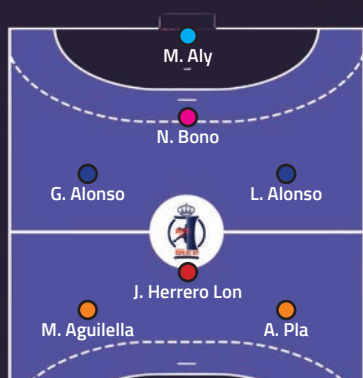 M. Aly
N. Bono
G. Alonso
L. Alonso
J. Herrero Lon
M. Aguilella
A. Pla